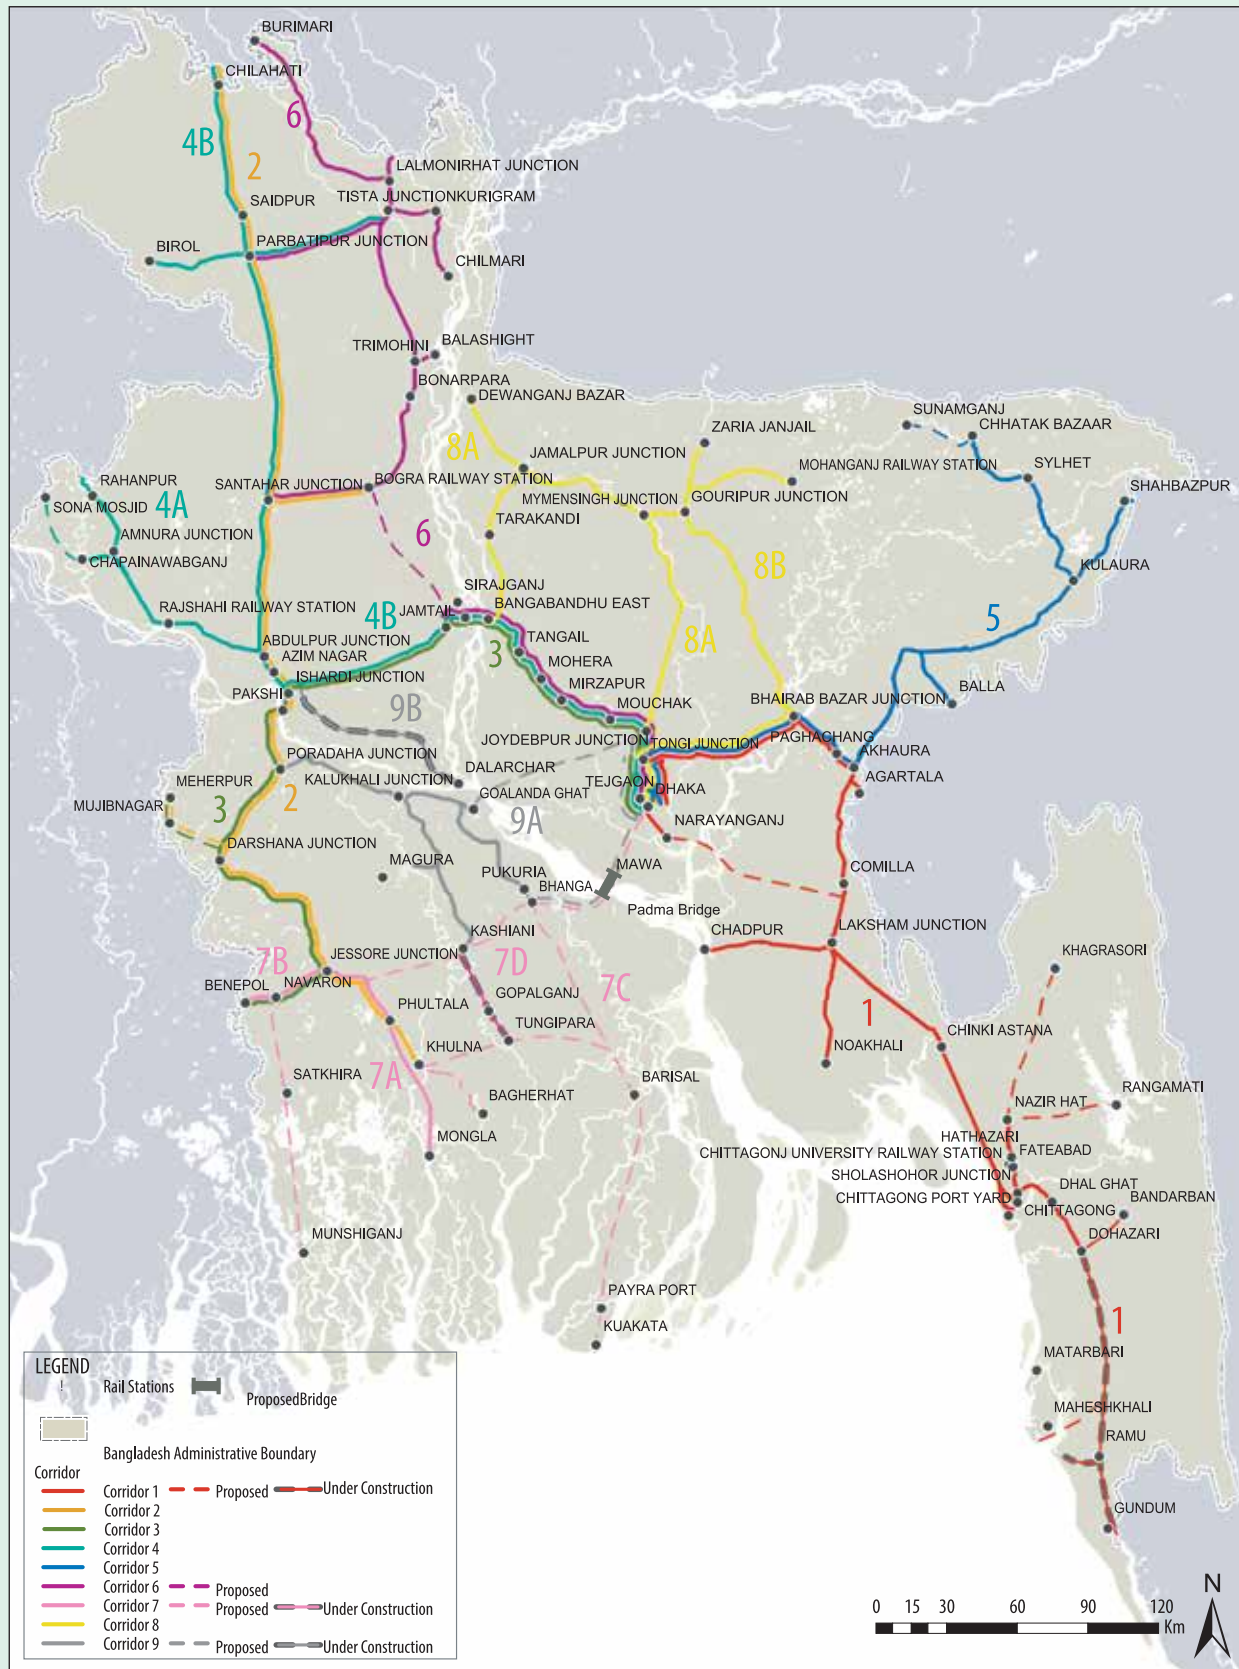 BURIMARI
CHILAHATI
6
4B
2
LALMONIRHAT JUNCTION
TISTA JUNCTION
KURIGRAM
SAIDPUR
PARBATIPUR JUNCTION
BIROL
CHILMARI
TRIMOHINI
BALASHIGHT
BONARPARA
DEWANGANJ BAZAR
SUNAMGANJ
CHHATAK BAZAAR
ZARIA JANJAIL
8A
JAMALPUR JUNCTION
MOHANGANJ RAILWAY STATION
SYLHET
RAHANPUR
SANTAHAR JUNCTION
BOGRA RAILWAY STATION
SHAHBAZPUR
SONA MOSJID
4A
MYMENSINGH JUNCTION
GOURIPUR JUNCTION
TARAKANDI
AMNURA JUNCTION
6
CHAPAINAWABGANJ
8B
KULAURA
SIRAJGANJ
RAJSHAHI RAILWAY STATION
4B
JAMTAIL
BANGABANDHU EAST
5
ABDULPUR JUNCTION
3
TANGAIL
8A
AZIM NAGAR
MOHERA
ISHARDI JUNCTION
PAKSHI
MIRZAPUR
BALLA
9B
MOUCHAK
BHAIRAB BAZAR JUNCTION
JOYDEBPUR JUNCTION
TONGI JUNCTION
PAGHACHANG
AKHAURA
PORADAHA JUNCTION
MEHERPUR
KALUKHALI JUNCTION
DALARCHAR
TEJGAON
DHAKA
AGARTALA
MUJIBNAGAR
3
2
GOALANDA GHAT
9A
NARAYANGANJ
DARSHANA JUNCTION
MAGURA
PUKURIA
MAWA
BHANGA
COMILLA
Padma Bridge
KASHIANI
CHADPUR
LAKSHAM JUNCTION
7B
JESSORE JUNCTION
7D
KHAGRASORI
BENEPOL
NAVARON
GOPALGANJ
7C
PHULTALA
1
TUNGIPARA
CHINKI ASTANA
KHULNA
NOAKHALI
7A
SATKHIRA
BARISAL
RANGAMATI
BAGHERHAT
NAZIR HAT
MONGLA
HATHAZARI
CHITTAGONJ UNIVERSITY RAILWAY STATION
FATEABAD
SHOLASHOHOR JUNCTION
DHAL GHAT
CHITTAGONG PORT YARD
BANDARBAN
CHITTAGONG
MUNSHIGANJ
DOHAZARI
PAYRA PORT
KUAKATA
1
MATARBARI
MAHESHKHALI
RAMU
GUNDUM
LEGEND
! Rail Stations
ProposedBridge
Bangladesh Administrative Boundary
Corridor
Corridor 1 Proposed Under Construction
Corridor 2
Corridor 3
Corridor 4
Corridor 5
Corridor 6 Proposed
Corridor 7 Proposed Under Construction
Corridor 8
Corridor 9 Proposed Under Construction
N
0 15 30 60 90 120
Km